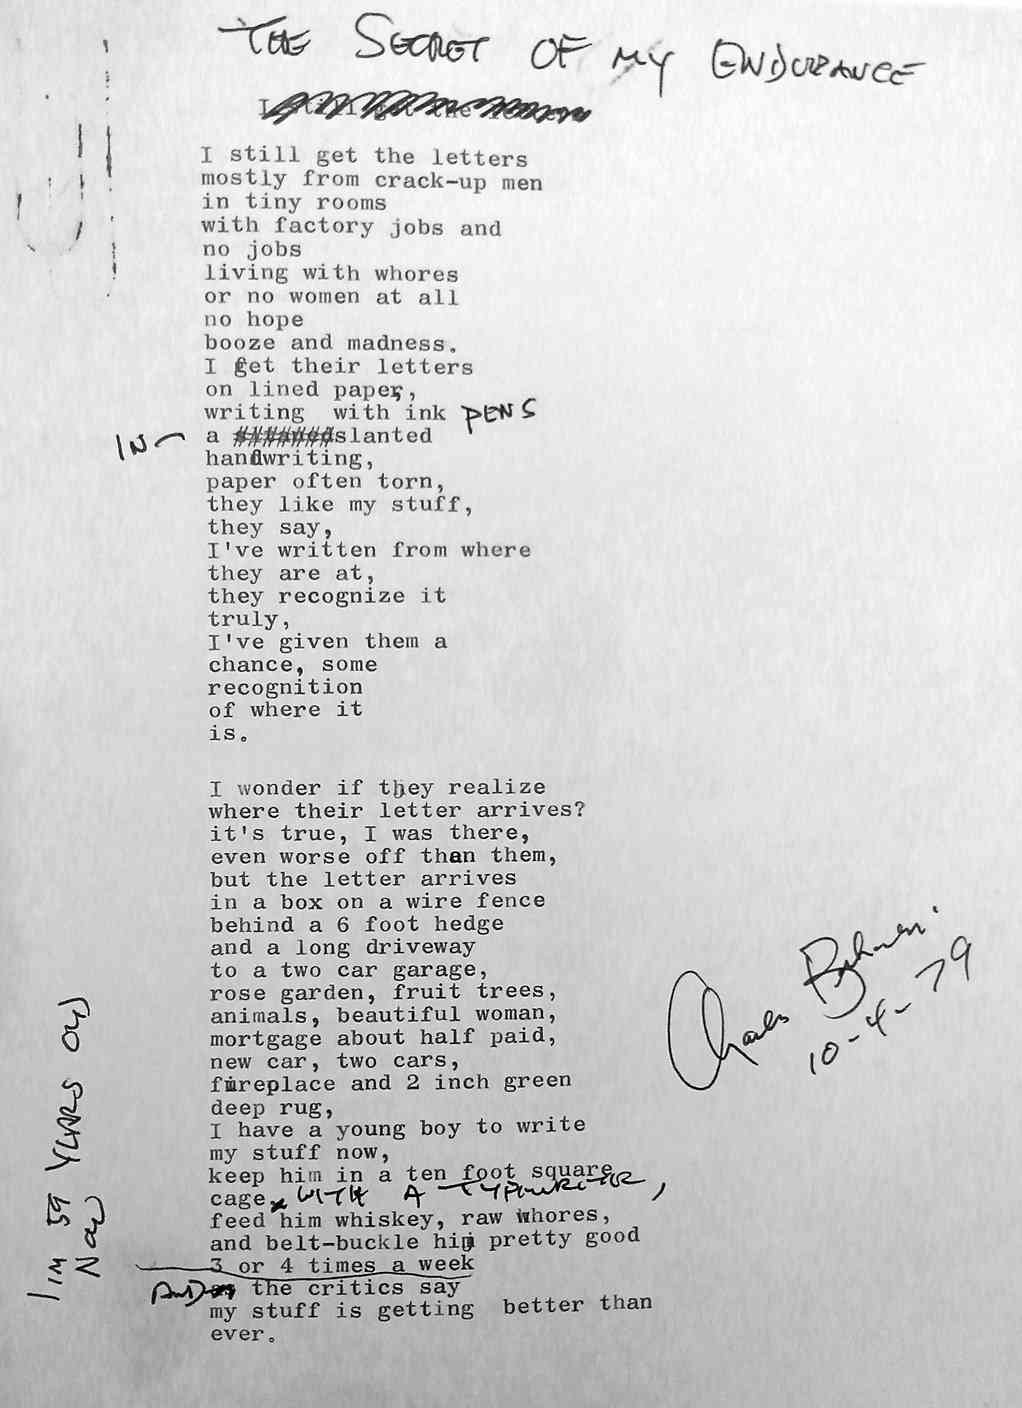 THE SECRET OF MY ENDURANCE
I still get the letters
I still get the letters
mostly from crack-up men
in tiny rooms
with factory jobs and
no jobs
living with whores
or no women at all
no hope
booze and madness.
I get their letters
on lined paper,
writing with ink PENS
IN a slanted
handwriting,
paper often torn,
they like my stuff,
they say,
I've written from where
they are at,
they recognize it
truly,
I've given them a
chance, some
recognition
of where it
is.
I wonder if they realize
where their letter arrives?
it's true, I was there,
even worse off than them,
but the letter arrives
in a box on a wire fence
behind a 6 foot hedge
and a long driveway
to a two car garage,
rose garden, fruit trees,
animals, beautiful woman,
mortgage about half paid,
new car, two cars,
fireplace and 2 inch green
deep rug,
I have a young boy to write
my stuff now,
keep him in a ten foot square
cage WITH A TYPEWRITER,
feed him whiskey, raw whores,
and belt-buckle him pretty good
3 or 4 times a week
AND the critics say
my stuff is getting better than
ever.
I'M 59 YEARS OLD
NOW
Charles Bukowski
10-4-79